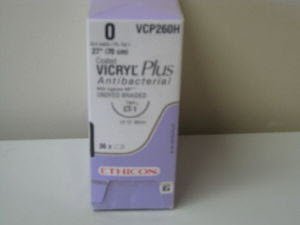 0 VCP260H
27" (70 cm)
Coated
VICRYL Plus
Antibacterial
UNDYED BRAIDED
CT-1
36 x
ETHICON